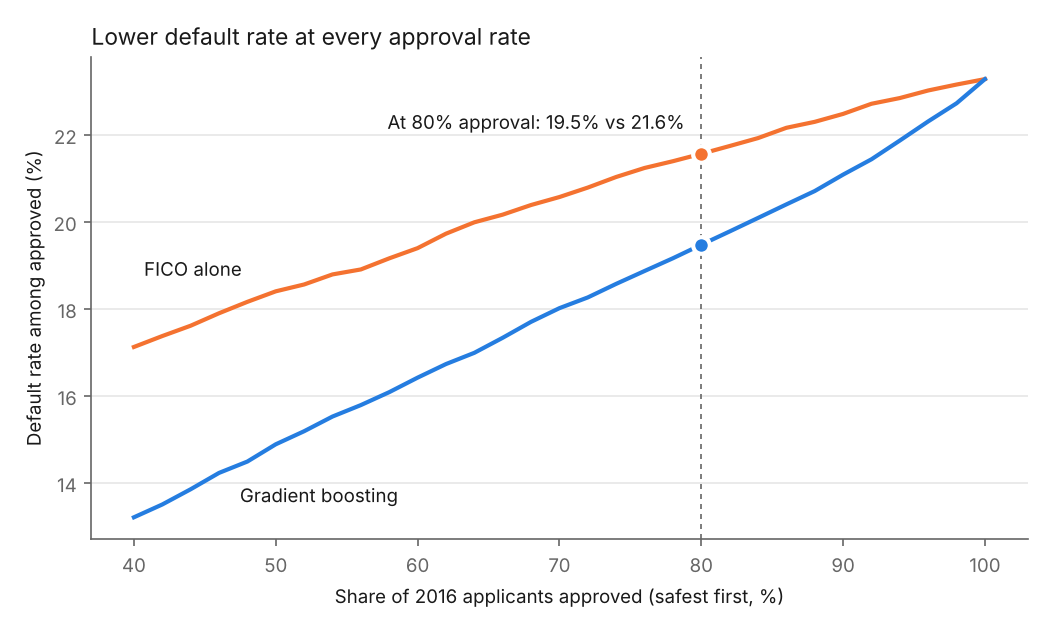 Lower default rate at every approval rate
At 80% approval: 19.5% vs 21.6%
FICO alone
Gradient boosting
Default rate among approved (%)
22
20
18
16
14
40 50 60 70 80 90 100
Share of 2016 applicants approved (safest first, %)